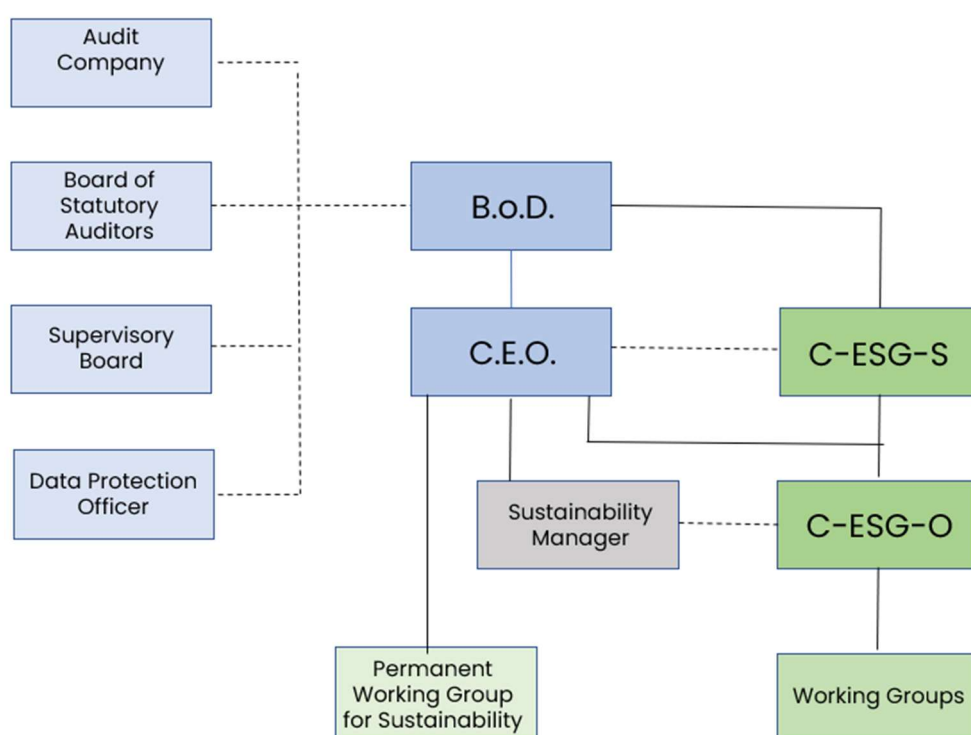 Audit
Company
Board of
Statutory
Auditors
B.o.D.
Supervisory
Board
C.E.O.
C-ESG-S
Data Protection
Officer
Sustainability
Manager
C-ESG-O
Permanent
Working Group
for Sustainability
Working Groups